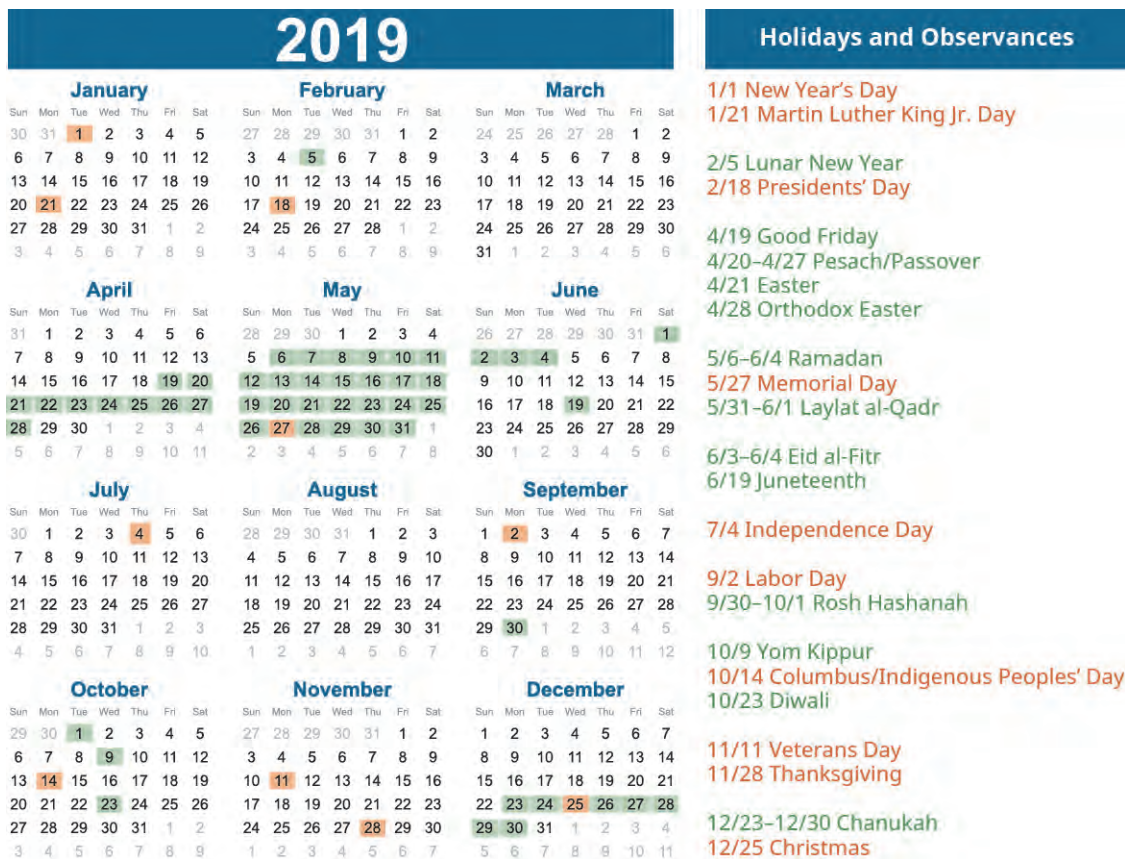 2019
January February March
Sun Mon Tue Wed Thu Fri Sat Sun Mon Tue Wed Thu Fri Sat Sun Mon Tue Wed Thu Fri Sat
30 31 1 2 3 4 5 27 28 29 30 31 1 2 24 25 26 27 28 1 2
6 7 8 9 10 11 12 3 4 5 6 7 8 9 3 4 5 6 7 8 9
13 14 15 16 17 18 19 10 11 12 13 14 15 16 10 11 12 13 14 15 16
20 21 22 23 24 25 26 17 18 19 20 21 22 23 17 18 19 20 21 22 23
27 28 29 30 31 1 2 24 25 26 27 28 1 2 24 25 26 27 28 29 30
3 4 5 6 7 8 9 3 4 5 6 7 8 9 31 1 2 3 4 5 6
April May June
Sun Mon Tue Wed Thu Fri Sat Sun Mon Tue Wed Thu Fri Sat Sun Mon Tue Wed Thu Fri Sat
31 1 2 3 4 5 6 28 29 30 1 2 3 4 26 27 28 29 30 31 1
7 8 9 10 11 12 13 5 6 7 8 9 10 11 2 3 4 5 6 7 8
14 15 16 17 18 19 20 12 13 14 15 16 17 18 9 10 11 12 13 14 15
21 22 23 24 25 26 27 19 20 21 22 23 24 25 16 17 18 19 20 21 22
28 29 30 1 2 3 4 26 27 28 29 30 31 1 23 24 25 26 27 28 29
5 6 7 8 9 10 11 2 3 4 5 6 7 8 30 1 2 3 4 5 6
July August September
Sun Mon Tue Wed Thu Fri Sat Sun Mon Tue Wed Thu Fri Sat Sun Mon Tue Wed Thu Fri Sat
30 1 2 3 4 5 6 28 29 30 31 1 2 3 1 2 3 4 5 6 7
7 8 9 10 11 12 13 4 5 6 7 8 9 10 8 9 10 11 12 13 14
14 15 16 17 18 19 20 11 12 13 14 15 16 17 15 16 17 18 19 20 21
21 22 23 24 25 26 27 18 19 20 21 22 23 24 22 23 24 25 26 27 28
28 29 30 31 1 2 3 25 26 27 28 29 30 31 29 30 1 2 3 4 5
4 5 6 7 8 9 10 1 2 3 4 5 6 7 6 7 8 9 10 11 12
October November December
Sun Mon Tue Wed Thu Fri Sat Sun Mon Tue Wed Thu Fri Sat Sun Mon Tue Wed Thu Fri Sat
29 30 1 2 3 4 5 27 28 29 30 31 1 2 1 2 3 4 5 6 7
6 7 8 9 10 11 12 3 4 5 6 7 8 9 8 9 10 11 12 13 14
13 14 15 16 17 18 19 10 11 12 13 14 15 16 15 16 17 18 19 20 21
20 21 22 23 24 25 26 17 18 19 20 21 22 23 22 23 24 25 26 27 28
27 28 29 30 31 1 2 24 25 26 27 28 29 30 29 30 31 1 2 3 4
3 4 5 6 7 8 9 1 2 3 4 5 6 7 5 6 7 8 9 10 11
Holidays and Observances
1/1 New Year's Day
1/21 Martin Luther King Jr. Day
2/5 Lunar New Year
2/18 Presidents' Day
4/19 Good Friday
4/20–4/27 Pesach/Passover
4/21 Easter
4/28 Orthodox Easter
5/6–6/4 Ramadan
5/27 Memorial Day
5/31–6/1 Laylat al-Qadr
6/3–6/4 Eid al-Fitr
6/19 Juneteenth
7/4 Independence Day
9/2 Labor Day
9/30–10/1 Rosh Hashanah
10/9 Yom Kippur
10/14 Columbus/Indigenous Peoples' Day
10/23 Diwali
11/11 Veterans Day
11/28 Thanksgiving
12/23–12/30 Chanukah
12/25 Christmas